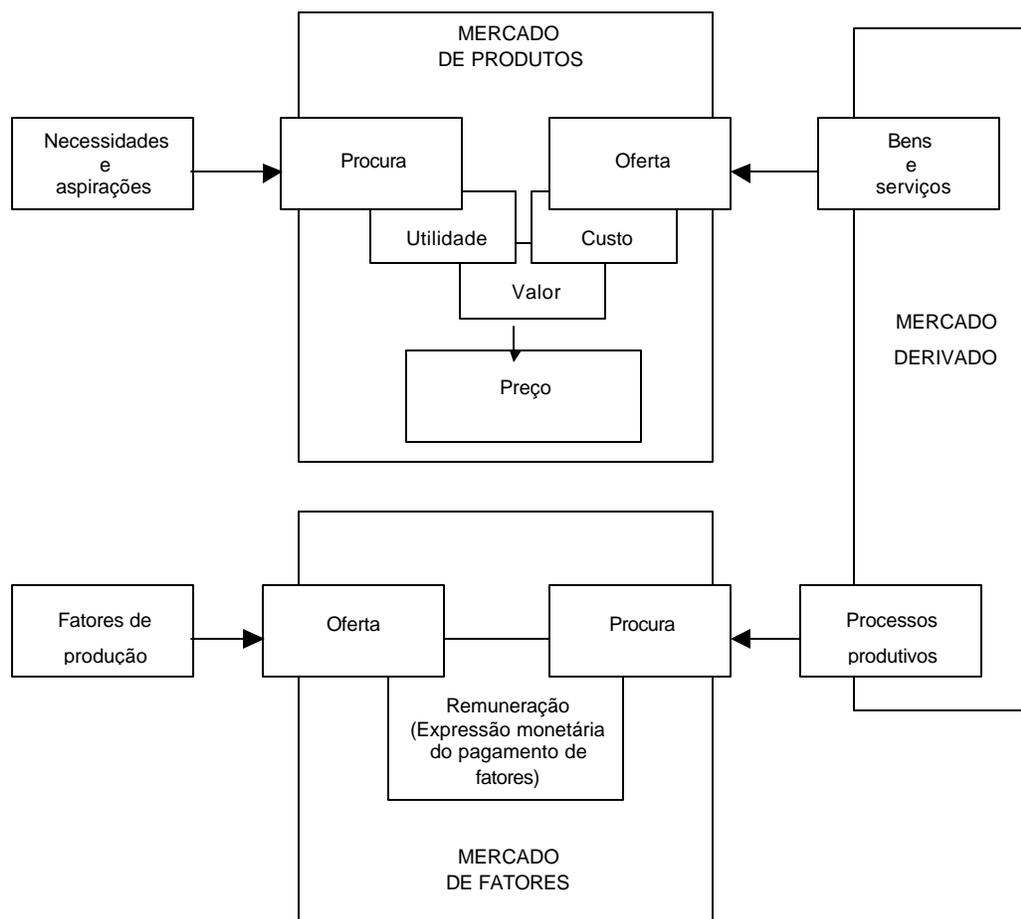 MERCADO
DE PRODUTOS
Necessidades
e
aspirações
Procura
Oferta
Bens
e
serviços
Utilidade
Custo
Valor
MERCADO
DERIVADO
Preço
Fatores de
produção
Oferta
Procura
Processos
produtivos
Remuneração
(Expressão monetária
do pagamento de
fatores)
MERCADO
DE FATORES